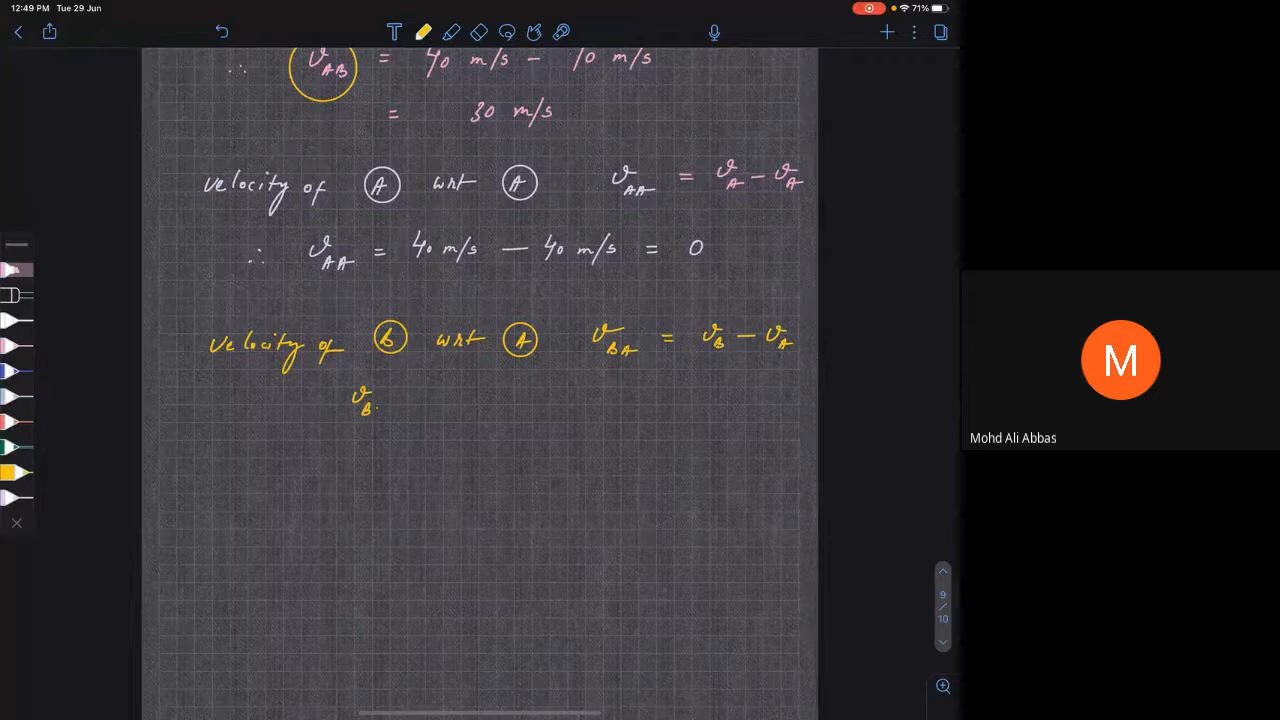 12:49 PM Tue 29 Jun
71%
∴ v_AB = 40 m/s - 10 m/s
= 30 m/s
velocity of A wrt A v_AA = v_A - v_A
∴ v_AA = 40 m/s - 40 m/s = 0
velocity of B wrt A v_BA = v_B - v_A
v_B
9
/
10
M
Mohd Ali Abbas